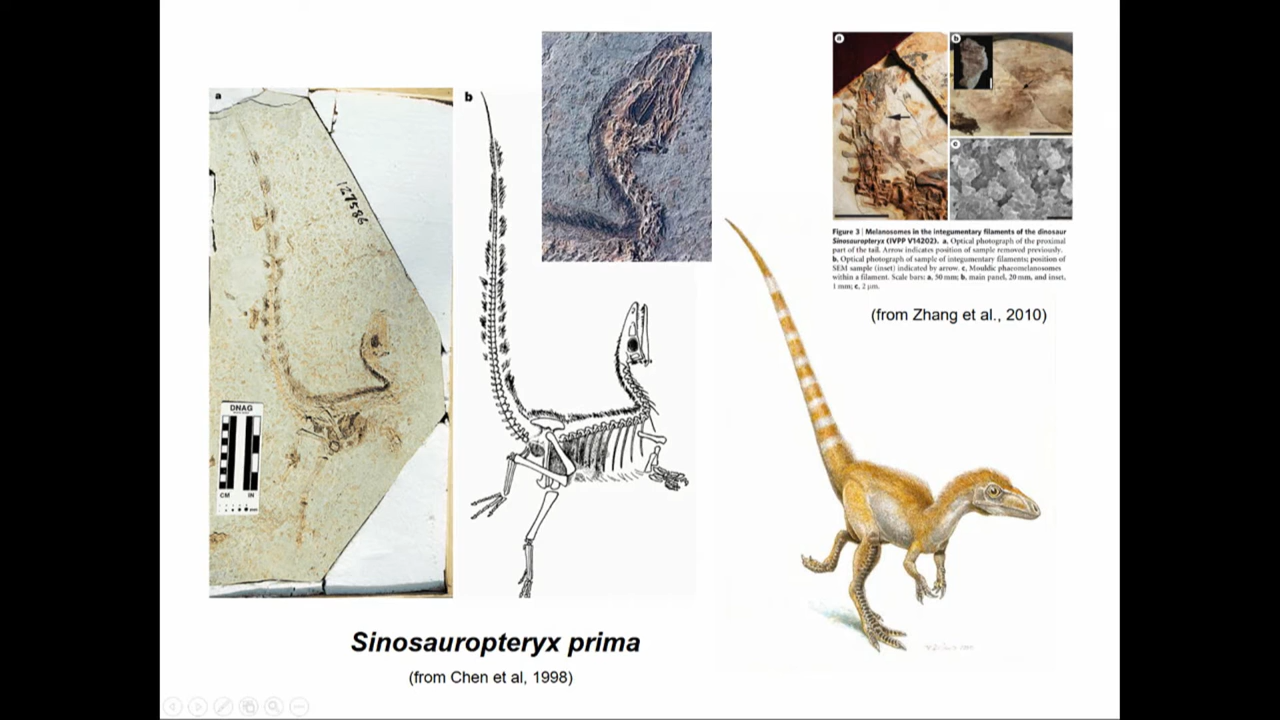 a
127586
DNAG
CM IN
b
a
b
c
Figure 3 | Melanosomes in the integumentary filaments of the dinosaur
Sinosauropteryx (IVPP V14202). a, Optical photograph of the proximal
part of the tail. Arrow indicates position of sample removed previously.
b, Optical photograph of sample of integumentary filaments; position of
SEM sample (inset) indicated by arrow. c, Mouldic phaeomelanosomes
within a filament. Scale bars: a, 50 mm; b, main panel, 20 mm, and inset,
1 mm; c, 2 μm.
(from Zhang et al., 2010)
Sinosauropteryx prima
(from Chen et al, 1998)